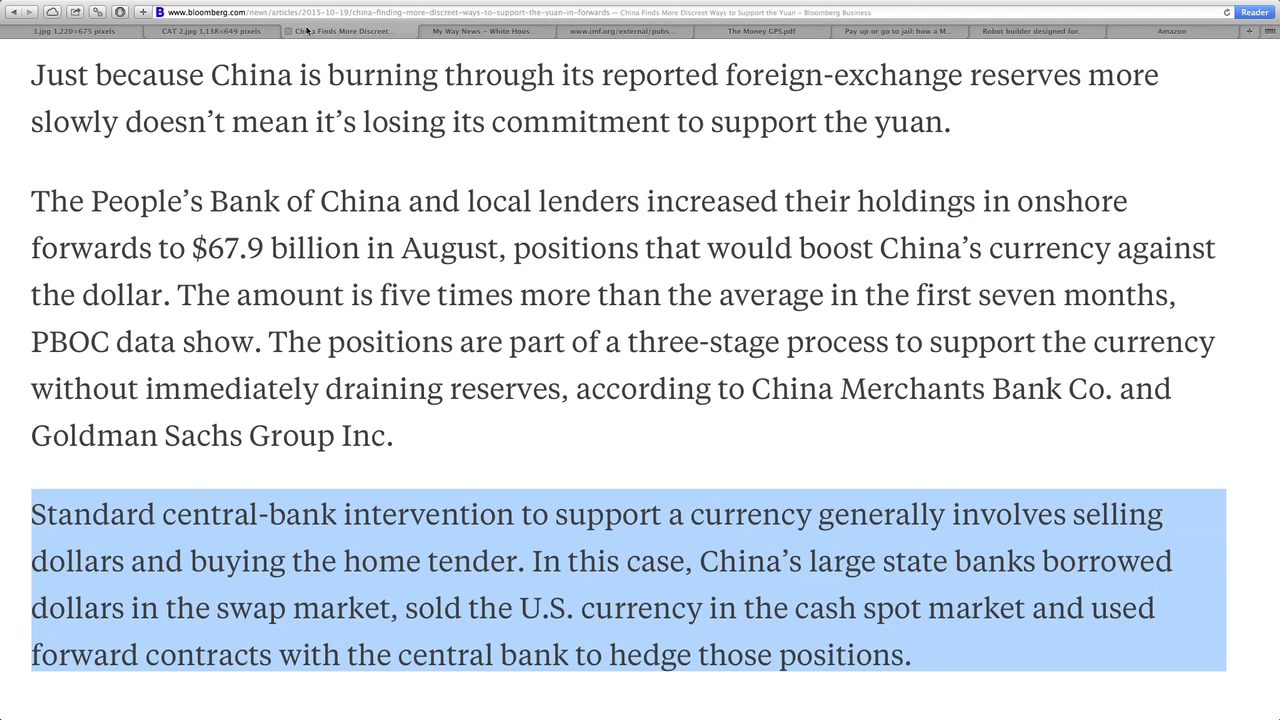 www.bloomberg.com/news/articles/2015-10-19/china-finding-more-discreet-ways-to-support-the-yuan-in-forwards — China Finds More Discreet Ways to Support the Yuan – Bloomberg Business
Reader
1.jpg 1,220×675 pixels
CAT 2.jpg 1,138×649 pixels
China Finds More Discreet...
My Way News – White Hous...
www.imf.org/external/pubs...
The Money GPS.pdf
Pay up or go to jail: how a M...
Robot builder designed for...
Amazon
Just because China is burning through its reported foreign-exchange reserves more
slowly doesn’t mean it’s losing its commitment to support the yuan.
The People’s Bank of China and local lenders increased their holdings in onshore
forwards to $67.9 billion in August, positions that would boost China’s currency against
the dollar. The amount is five times more than the average in the first seven months,
PBOC data show. The positions are part of a three-stage process to support the currency
without immediately draining reserves, according to China Merchants Bank Co. and
Goldman Sachs Group Inc.
Standard central-bank intervention to support a currency generally involves selling
dollars and buying the home tender. In this case, China’s large state banks borrowed
dollars in the swap market, sold the U.S. currency in the cash spot market and used
forward contracts with the central bank to hedge those positions.